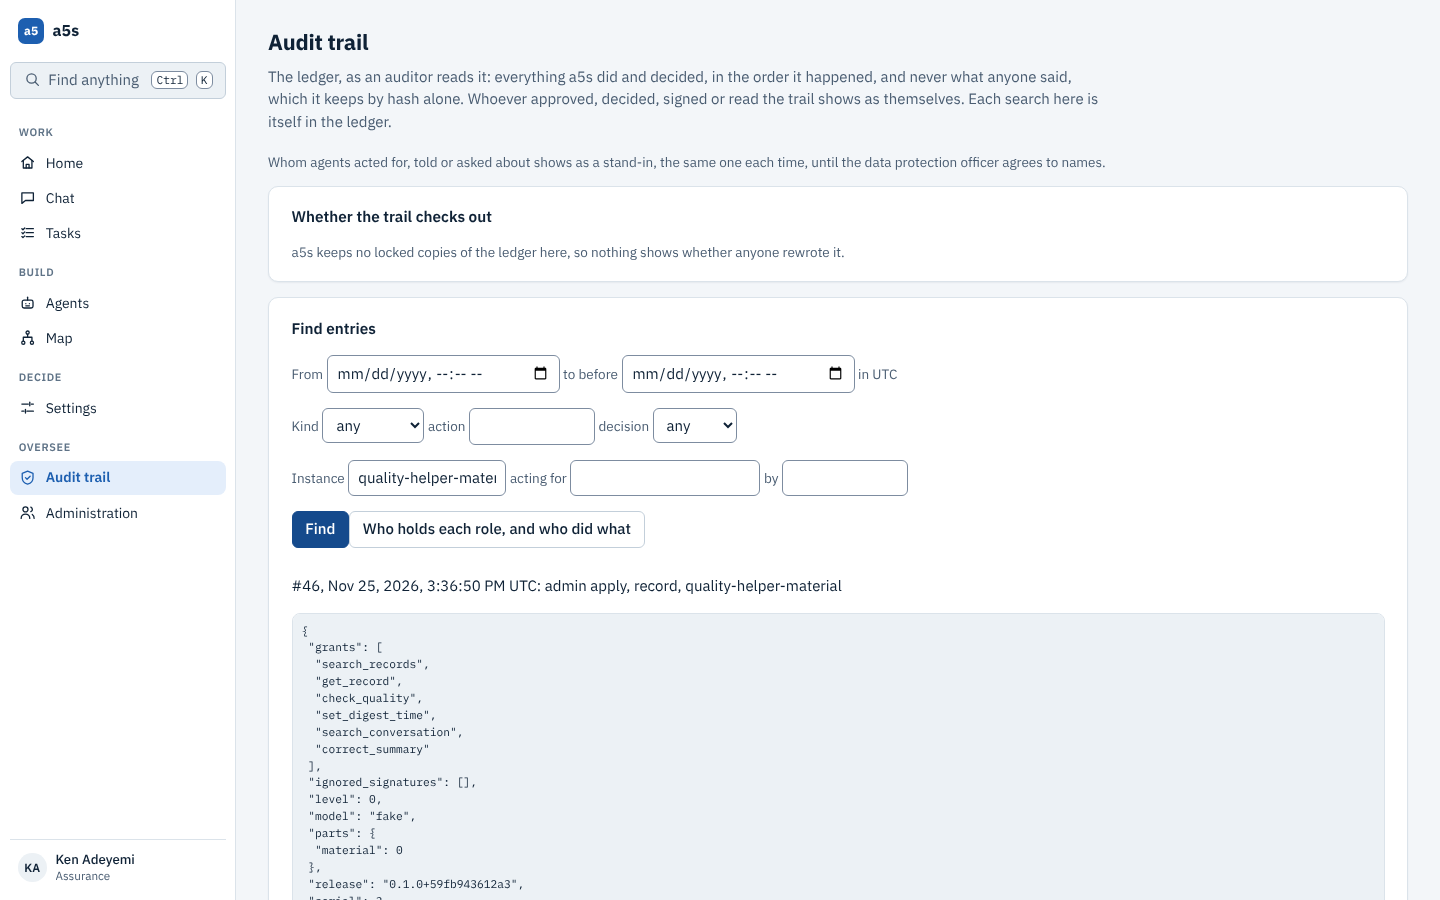 a5 a5s
Find anything Ctrl K
WORK
Home
Chat
Tasks
BUILD
Agents
Map
DECIDE
Settings
OVERSEE
Audit trail
Administration
KA Ken Adeyemi
Assurance
Audit trail
The ledger, as an auditor reads it: everything a5s did and decided, in the order it happened, and never what anyone said,
which it keeps by hash alone. Whoever approved, decided, signed or read the trail shows as themselves. Each search here is
itself in the ledger.
Whom agents acted for, told or asked about shows as a stand-in, the same one each time, until the data protection officer agrees to names.
Whether the trail checks out
a5s keeps no locked copies of the ledger here, so nothing shows whether anyone rewrote it.
Find entries
From mm/dd/yyyy, --:-- -- to before mm/dd/yyyy, --:-- -- in UTC
Kind any action decision any
Instance quality-helper-mater acting for by
Find Who holds each role, and who did what
#46, Nov 25, 2026, 3:36:50 PM UTC: admin apply, record, quality-helper-material
{
"grants": [
"search_records",
"get_record",
"check_quality",
"set_digest_time",
"search_conversation",
"correct_summary"
],
"ignored_signatures": [],
"level": 0,
"model": "fake",
"parts": {
"material": 0
},
"release": "0.1.0+59fb943612a3",